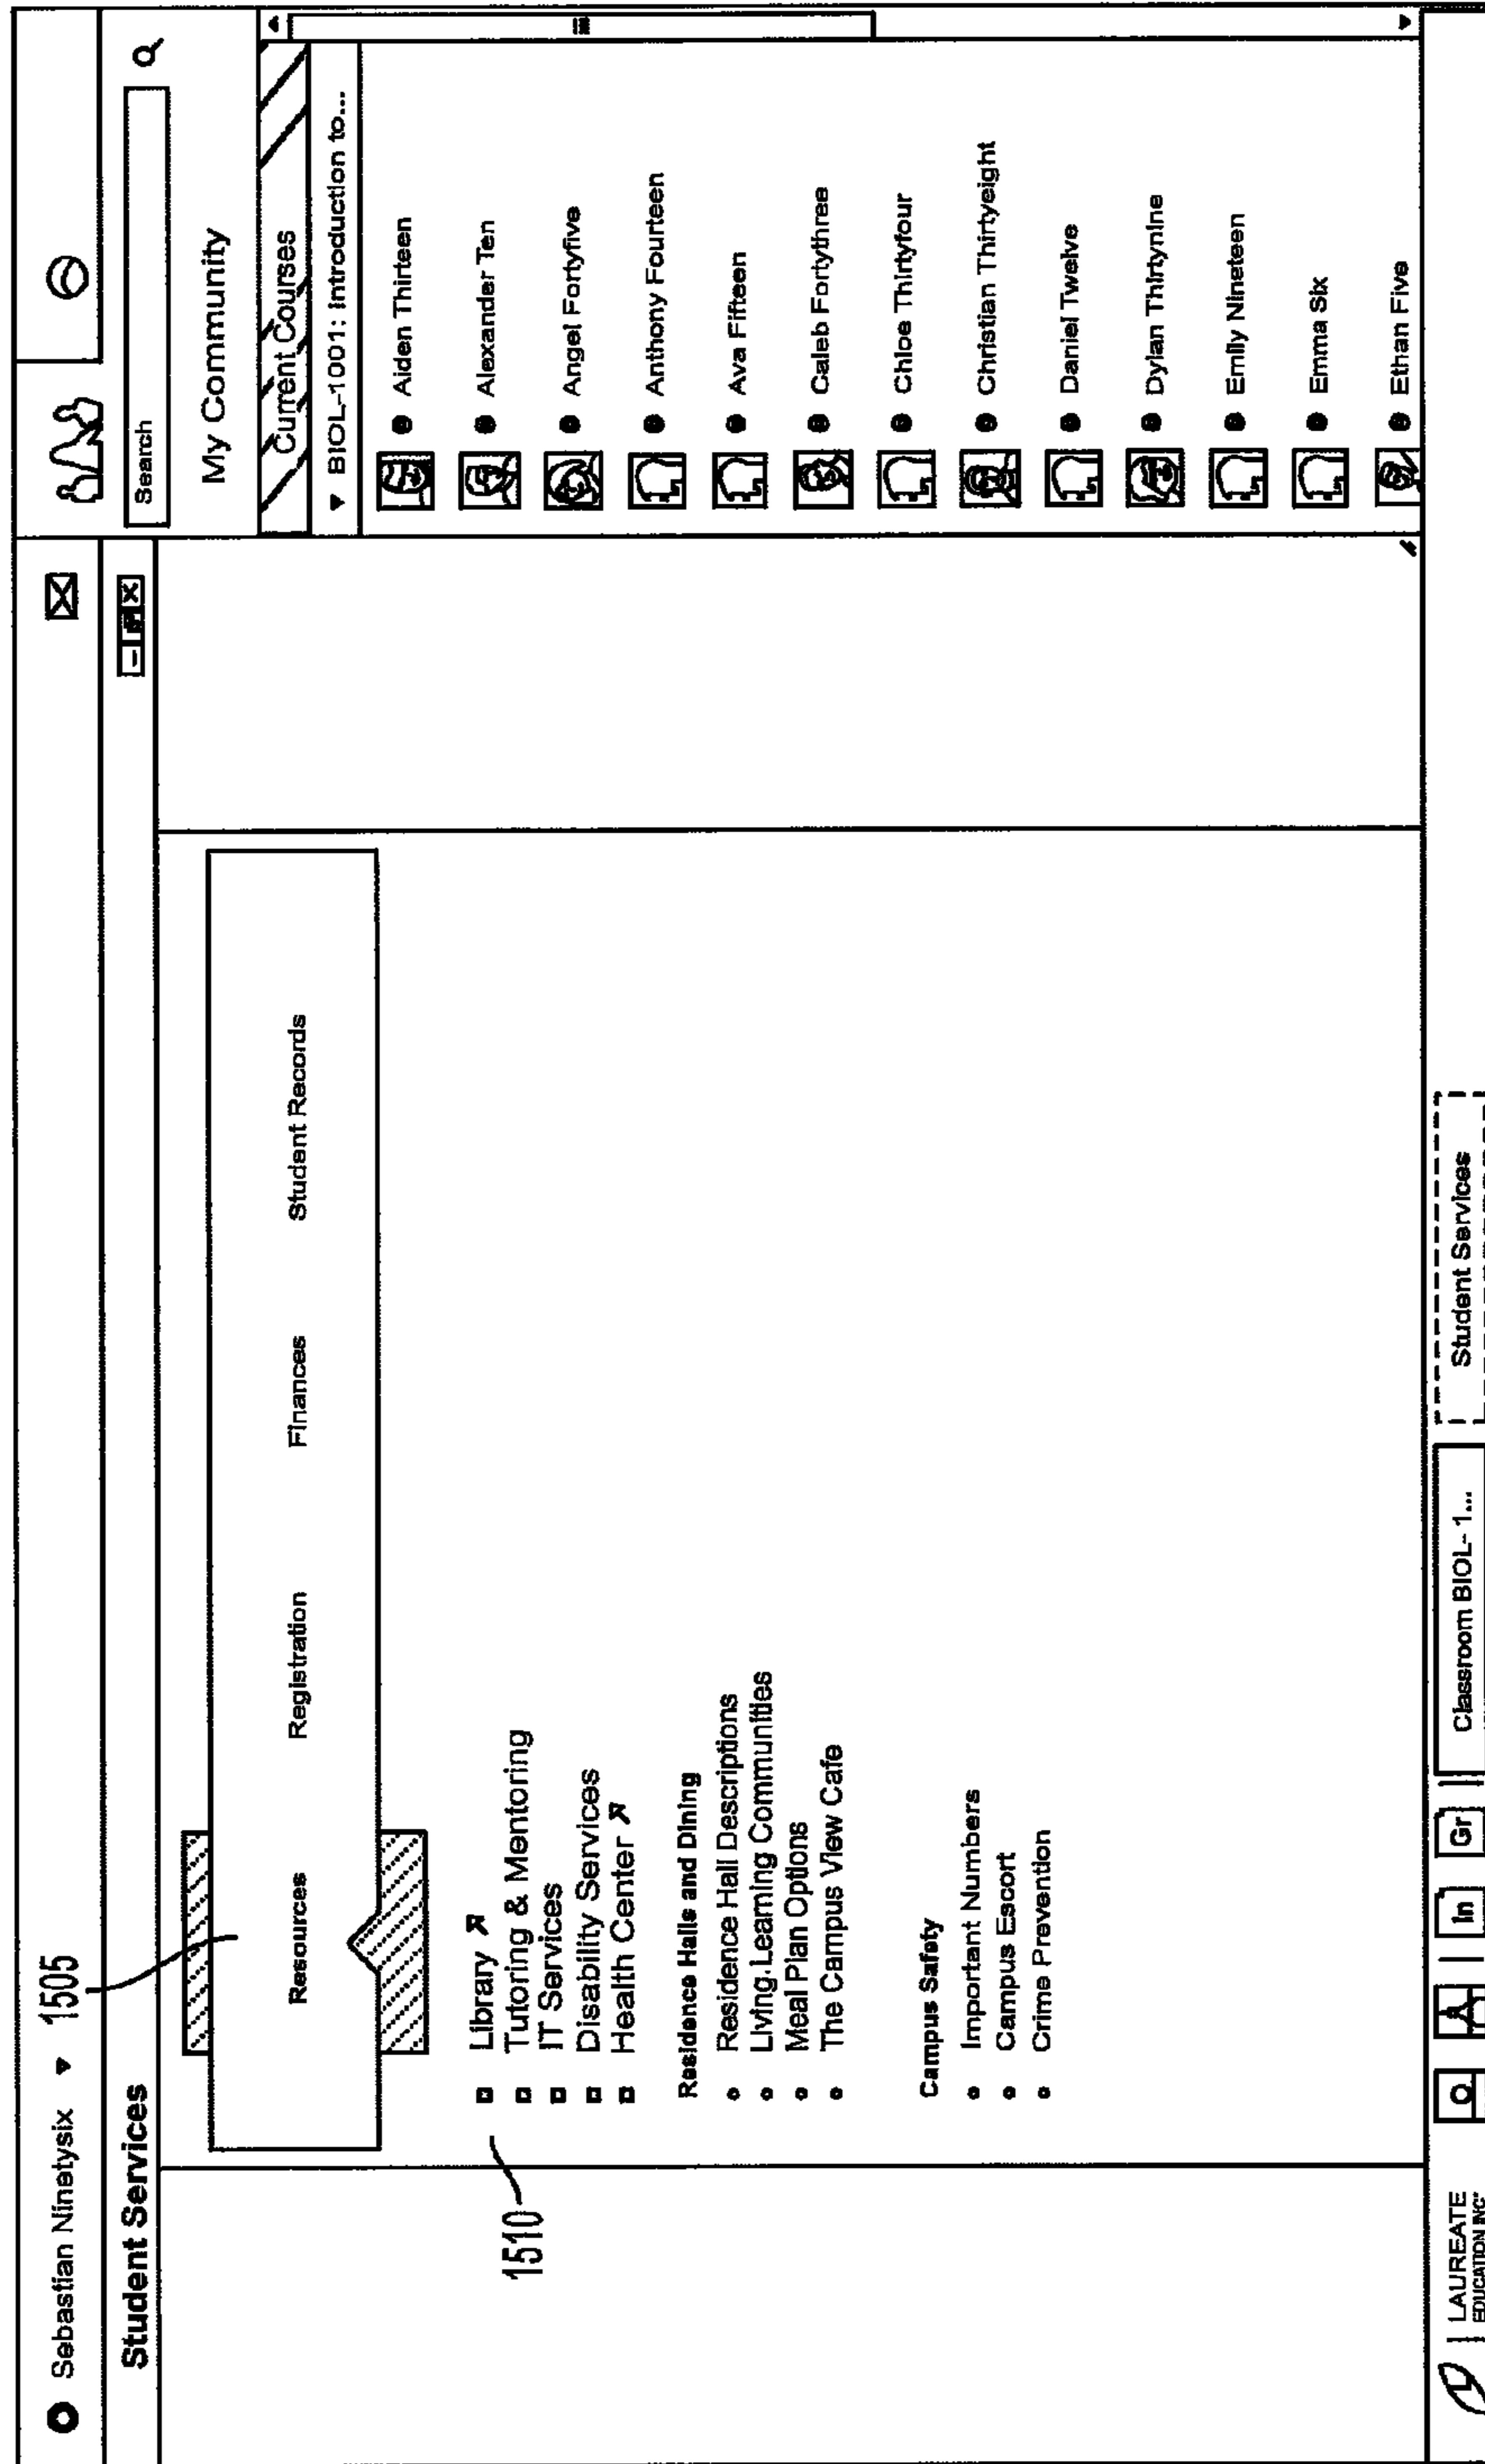 Sebastian Ninetysix
1505
Student Services
Resources
Registration
Finances
Student Records
1510
Library
Tutoring & Mentoring
IT Services
Disability Services
Health Center
Residence Halls and Dining
Residence Hall Descriptions
Living.Learning Communities
Meal Plan Options
The Campus View Cafe
Campus Safety
Important Numbers
Campus Escort
Crime Prevention
Search
My Community
Current Courses
BIOL-1001: Introduction to...
Aiden Thirteen
Alexander Ten
Angel Fortyfive
Anthony Fourteen
Ava Fifteen
Caleb Fortythree
Chloe Thirtyfour
Christian Thirtyeight
Daniel Twelve
Dylan Thirtynine
Emily Nineteen
Emma Six
Ethan Five
LAUREATE
EDUCATION INC
In
Gr
Classroom BIOL- 1...
Student Services